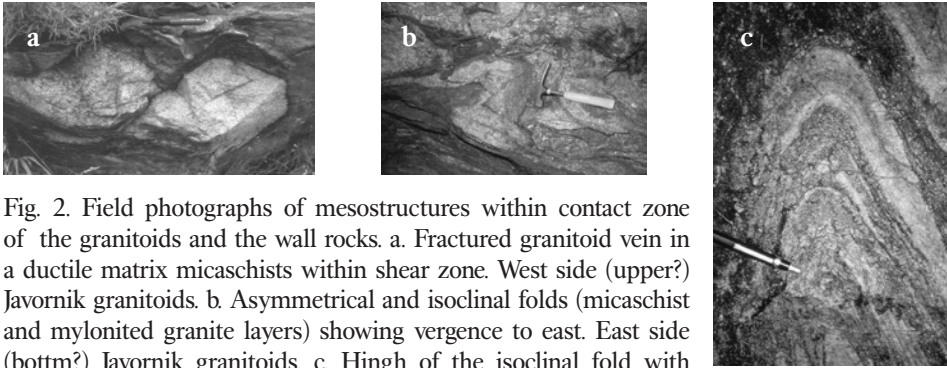 a
b
c
Fig. 2. Field photographs of mesostructures within contact zone
of the granitoids and the wall rocks. a. Fractured granitoid vein in
a ductile matrix micaschists within shear zone. West side (upper?)
Javornik granitoids. b. Asymmetrical and isoclinal folds (micaschist
and mylonited granite layers) showing vergence to east. East side
(bottm?) Javornik granitoids. c. Hingh of the isoclinal fold with